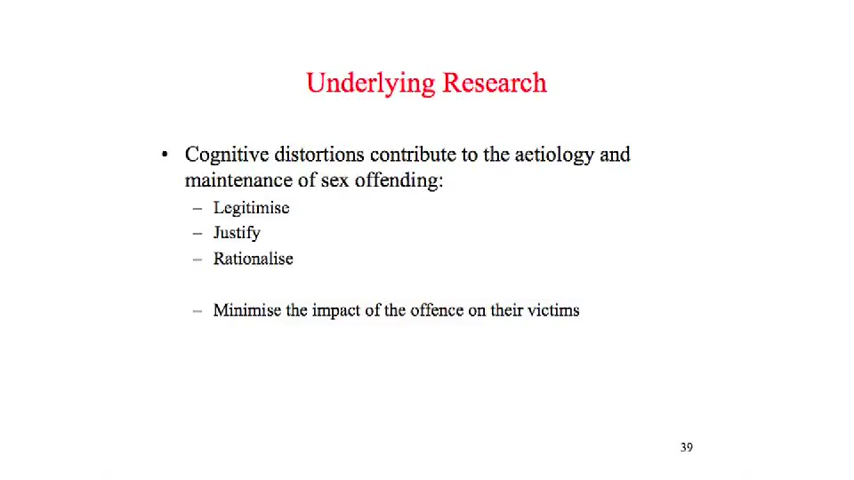 Underlying Research
• Cognitive distortions contribute to the aetiology and
maintenance of sex offending:
– Legitimise
– Justify
– Rationalise
– Minimise the impact of the offence on their victims
39